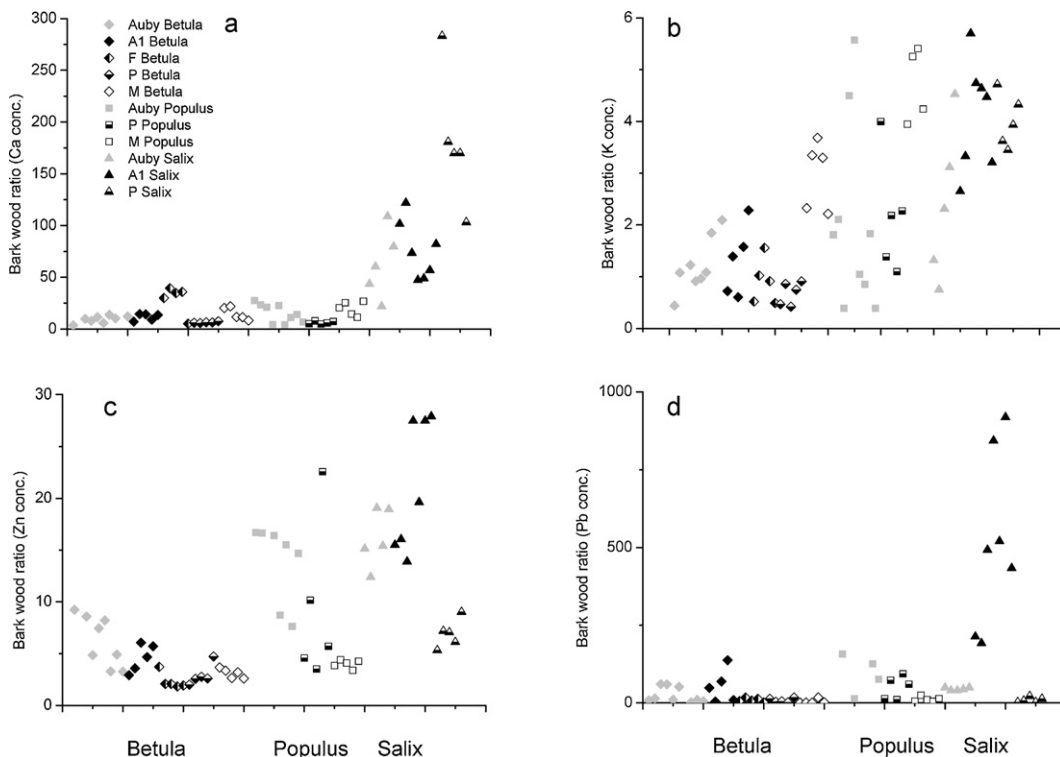 a
Bark wood ratio (Ca conc.)
300
250
200
150
100
50
0
Auby Betula
A1 Betula
F Betula
P Betula
M Betula
Auby Populus
P Populus
M Populus
Auby Salix
A1 Salix
P Salix
b
Bark wood ratio (K conc.)
6
4
2
0
c
Bark wood ratio (Zn conc.)
30
20
10
0
Betula Populus Salix
d
Bark wood ratio (Pb conc.)
1000
500
0
Betula Populus Salix